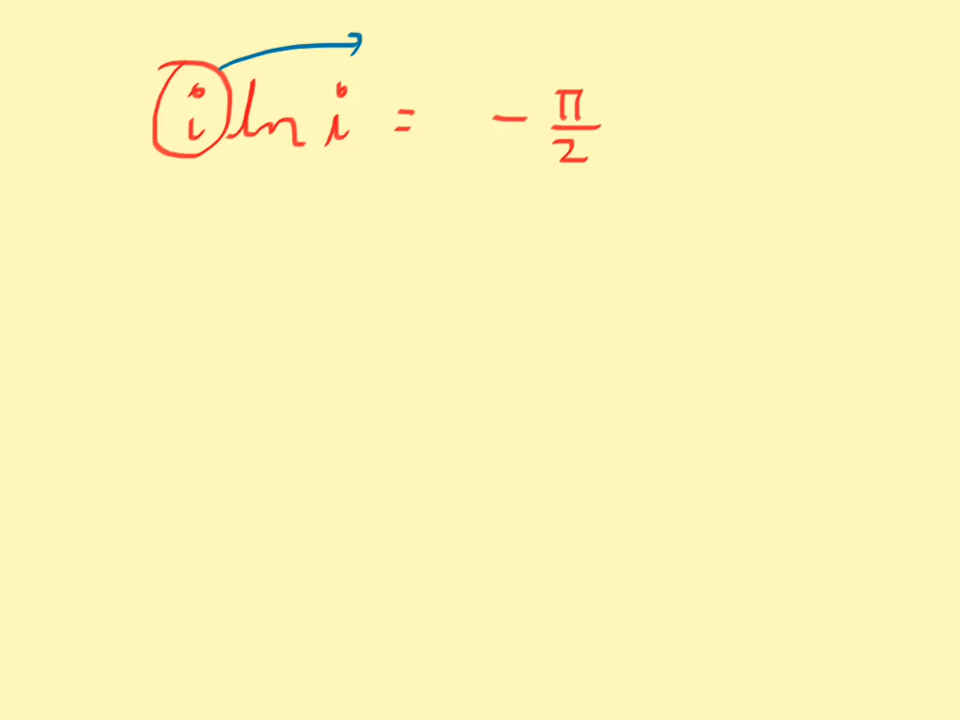 i ln i = - π/2